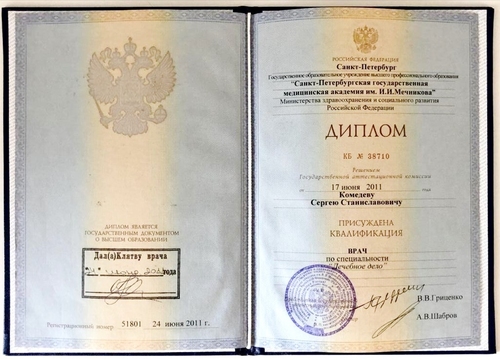 ДИПЛОМ ЯВЛЯЕТСЯ
ГОСУДАРСТВЕННЫМ ДОКУМЕНТОМ
О ВЫСШЕМ ОБРАЗОВАНИИ
Дал(а) Клятву врача
года
Регистрационный номер 51801 24 июня 2011 г.
РОССИЙСКАЯ ФЕДЕРАЦИЯ
Санкт-Петербург
Государственное образовательное учреждение высшего профессионального образования
"Санкт-Петербургская государственная
медицинская академия им. И.И.Мечникова"
Министерства здравоохранения и социального развития
Российской Федерации
ДИПЛОМ
КБ № 38710
Решением
Государственной аттестационной комиссии
от 17 июня 2011
Комедеву
Сергею Станиславовичу
ПРИСУЖДЕНА
КВАЛИФИКАЦИЯ
ВРАЧ
по специальности
"Лечебное дело"
В.В.Гриценко
А.В.Шабров